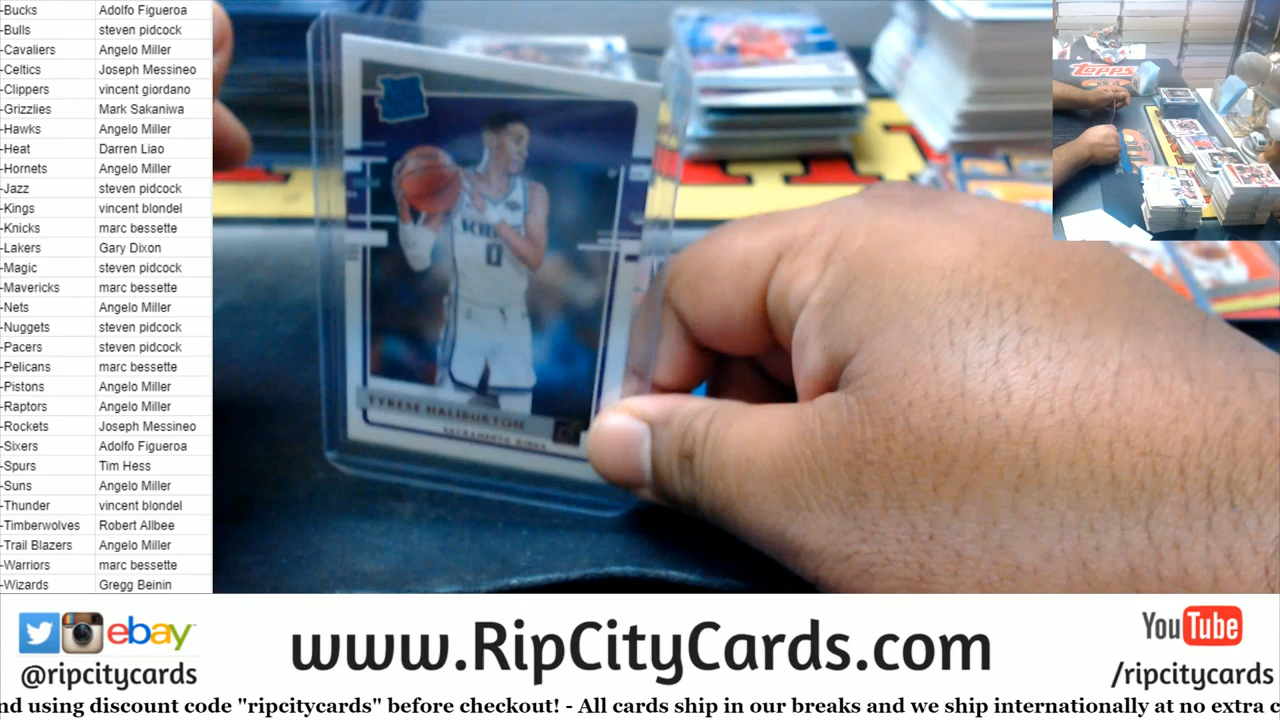 -Bucks Adolfo Figueroa
-Bulls steven pidcock
-Cavaliers Angelo Miller
-Celtics Joseph Messineo
-Clippers vincent giordano
-Grizzlies Mark Sakaniwa
-Hawks Angelo Miller
-Heat Darren Liao
-Hornets Angelo Miller
-Jazz steven pidcock
-Kings vincent blondel
-Knicks marc bessette
-Lakers Gary Dixon
-Magic steven pidcock
-Mavericks marc bessette
-Nets Angelo Miller
-Nuggets steven pidcock
-Pacers steven pidcock
-Pelicans marc bessette
-Pistons Angelo Miller
-Raptors Angelo Miller
-Rockets Joseph Messineo
-Sixers Adolfo Figueroa
-Spurs Tim Hess
-Suns Angelo Miller
-Thunder vincent blondel
-Timberwolves Robert Allbee
-Trail Blazers Angelo Miller
-Warriors marc bessette
-Wizards Gregg Beinin
KINGS
0
TYRESE HALIBURTON
SACRAMENTO KINGS
Topps
ebay
@ripcitycards
www.RipCityCards.com
YouTube
/ripcitycards
nd using discount code "ripcitycards" before checkout! - All cards ship in our breaks and we ship internationally at no extra c